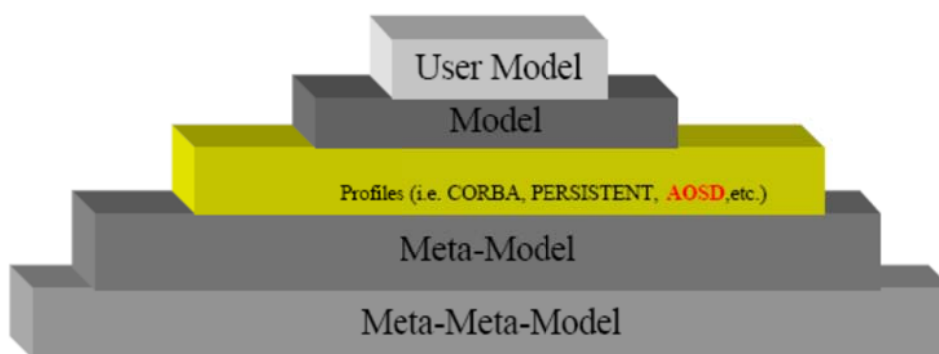 User Model
Model
Profiles (i.e. CORBA, PERSISTENT, AOSD,etc.)
Meta-Model
Meta-Meta-Model